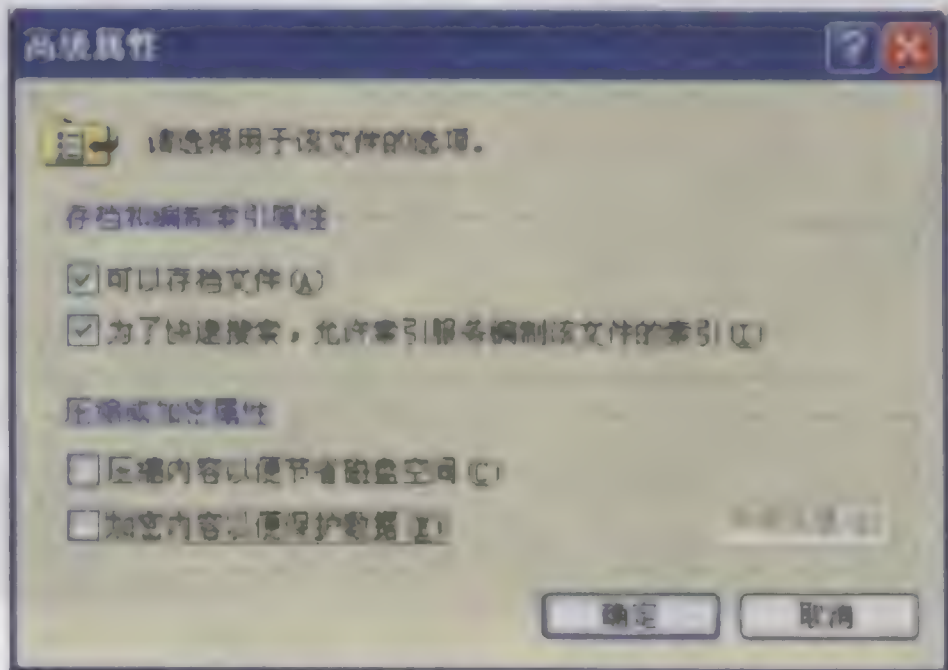 高级属性
请选择用于该文件的选项。
存档和编制索引属性
可以存档文件(A)
为了快速搜索，允许索引服务编制该文件的索引(I)
压缩或加密属性
压缩内容以便节省磁盘空间(C)
加密内容以便保护数据(E)
确定
取消